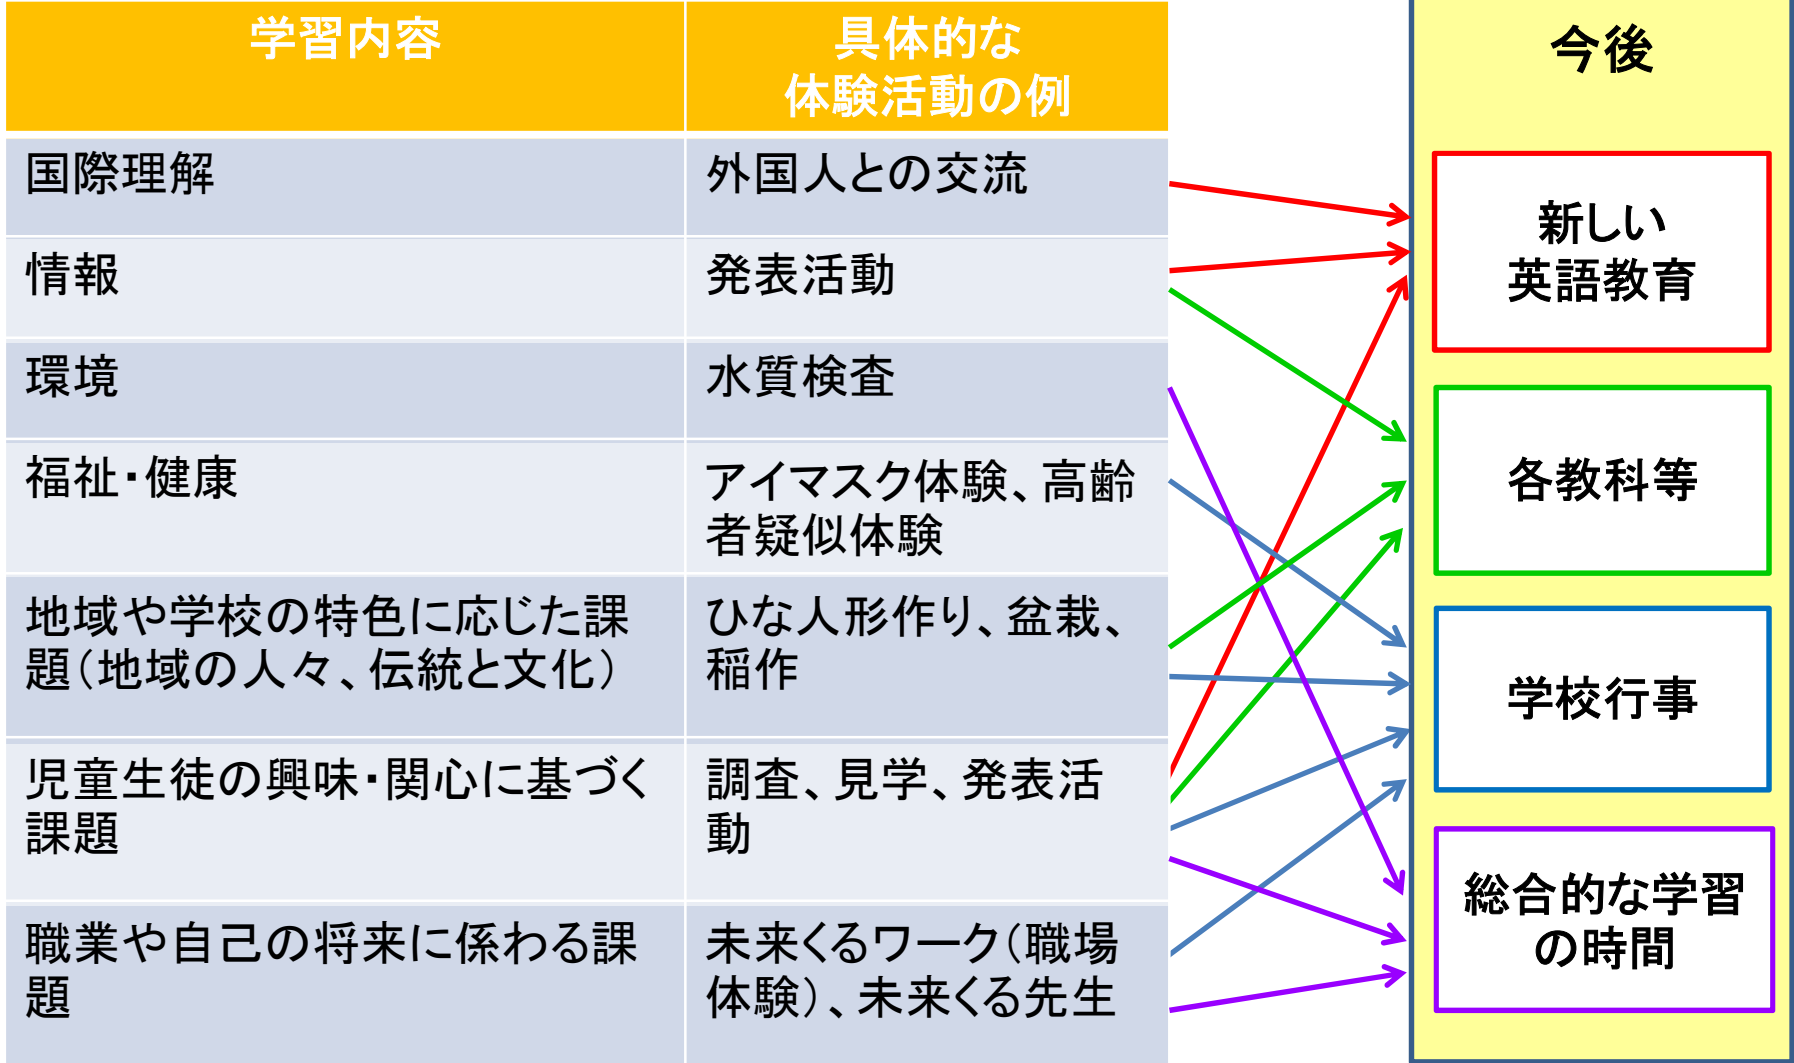 学習内容
具体的な
体験活動の例
国際理解
外国人との交流
情報
発表活動
環境
水質検査
福祉・健康
アイマスク体験、高齢
者疑似体験
地域や学校の特色に応じた課
題（地域の人々、伝統と文化）
ひな人形作り、盆栽、
稲作
児童生徒の興味・関心に基づく
課題
調査、見学、発表活
動
職業や自己の将来に係わる課
題
未来くるワーク（職場
体験）、未来くる先生
今後
新しい
英語教育
各教科等
学校行事
総合的な学習
の時間